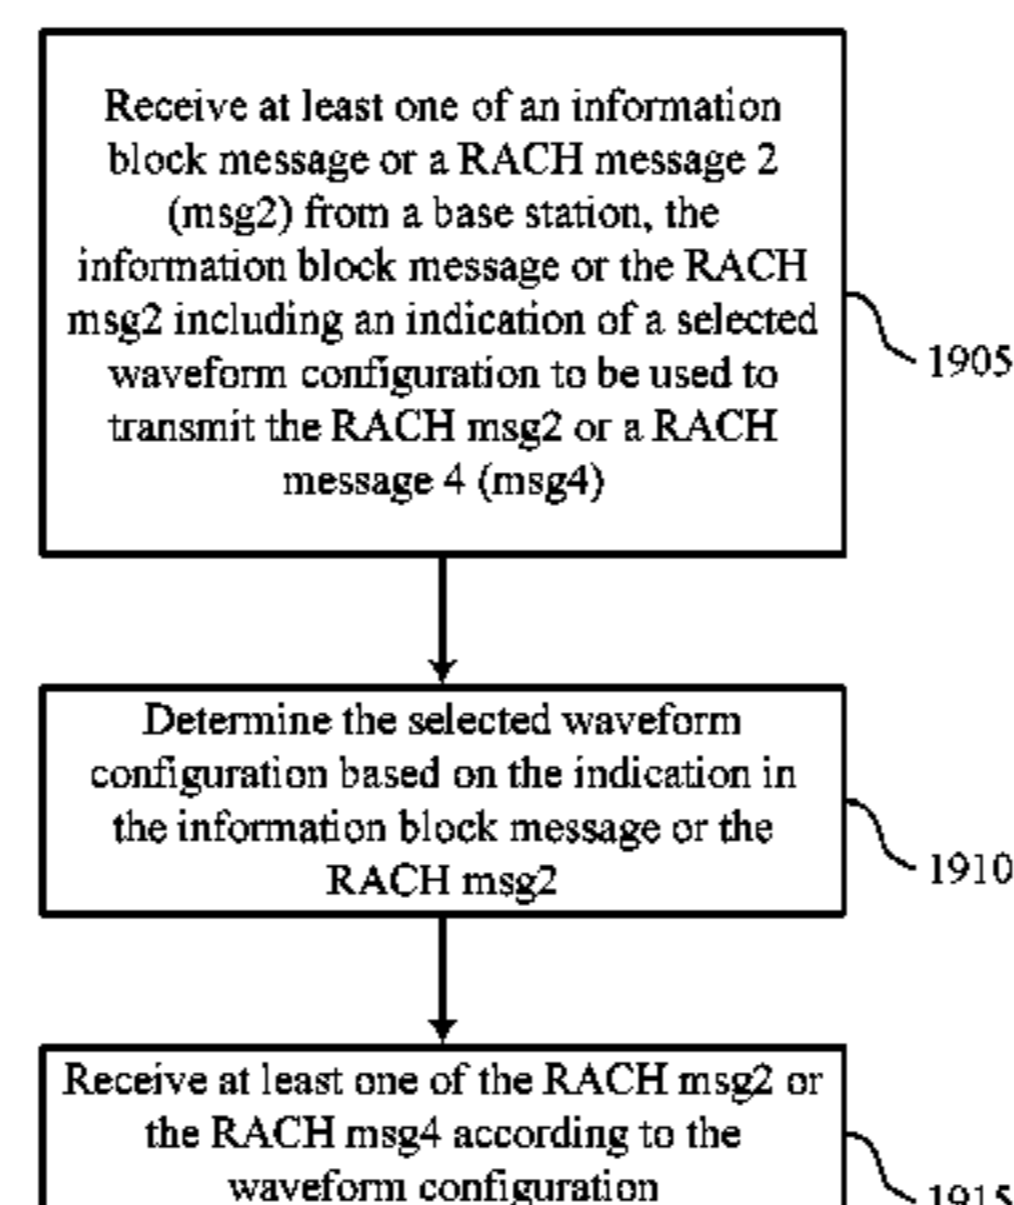 Receive at least one of an information
block message or a RACH message 2
(msg2) from a base station, the
information block message or the RACH
msg2 including an indication of a selected
waveform configuration to be used to
transmit the RACH msg2 or a RACH
message 4 (msg4)
1905
Determine the selected waveform
configuration based on the indication in
the information block message or the
RACH msg2
1910
Receive at least one of the RACH msg2 or
the RACH msg4 according to the
waveform configuration
1915